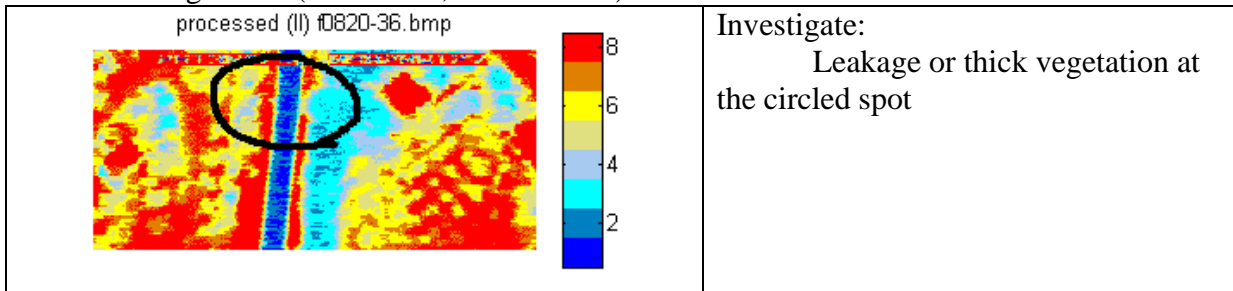 processed (II) f0820-36.bmp
8
6
4
2
Investigate:
Leakage or thick vegetation at
the circled spot